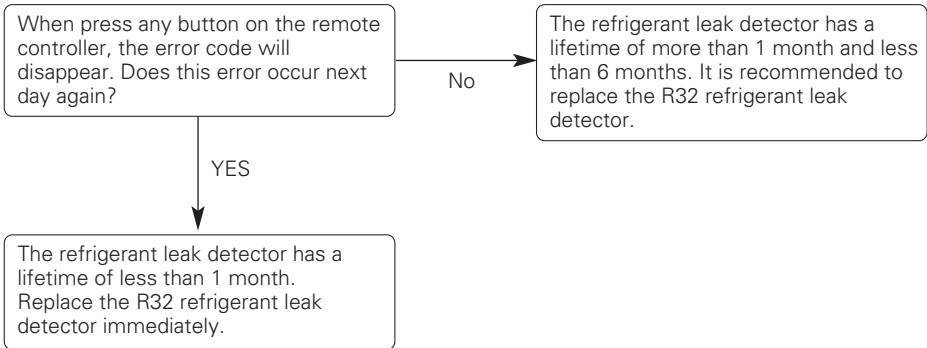 When press any button on the remote
controller, the error code will
disappear. Does this error occur next
day again?
No
The refrigerant leak detector has a
lifetime of more than 1 month and less
than 6 months. It is recommended to
replace the R32 refrigerant leak
detector.
YES
The refrigerant leak detector has a
lifetime of less than 1 month.
Replace the R32 refrigerant leak
detector immediately.